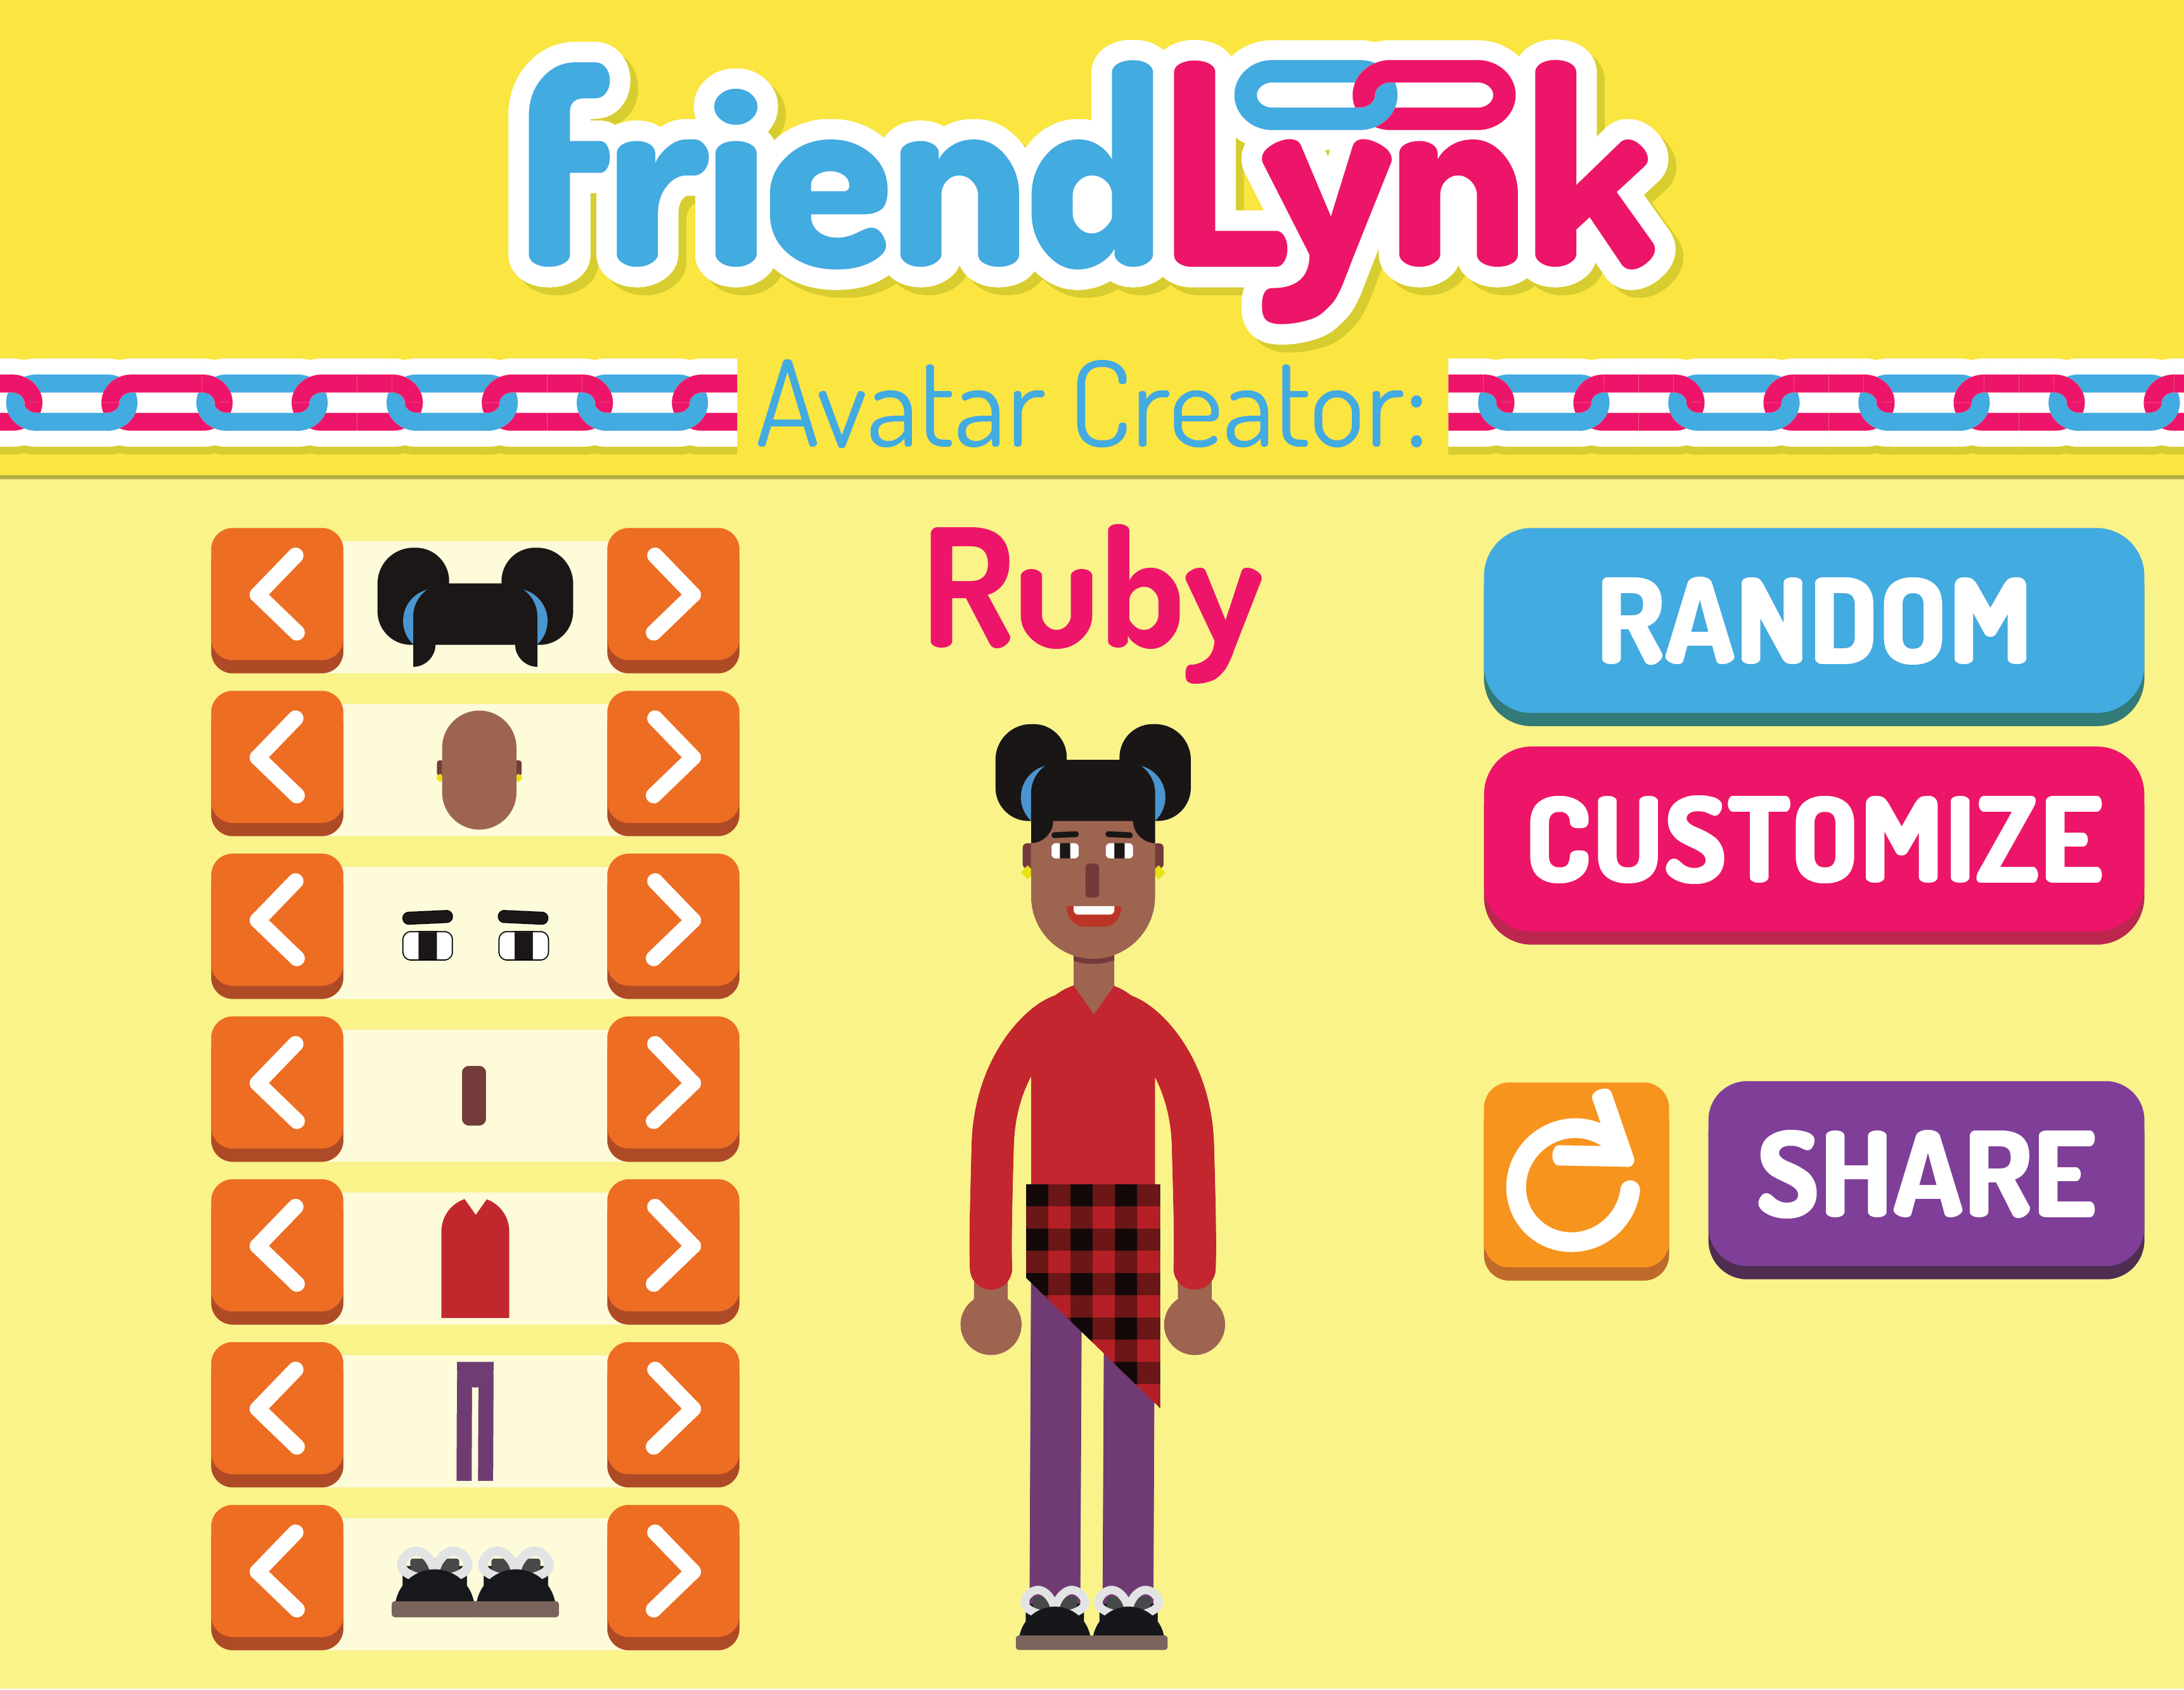 friendLynk
Avatar Creator:
Ruby
RANDOM
CUSTOMIZE
SHARE